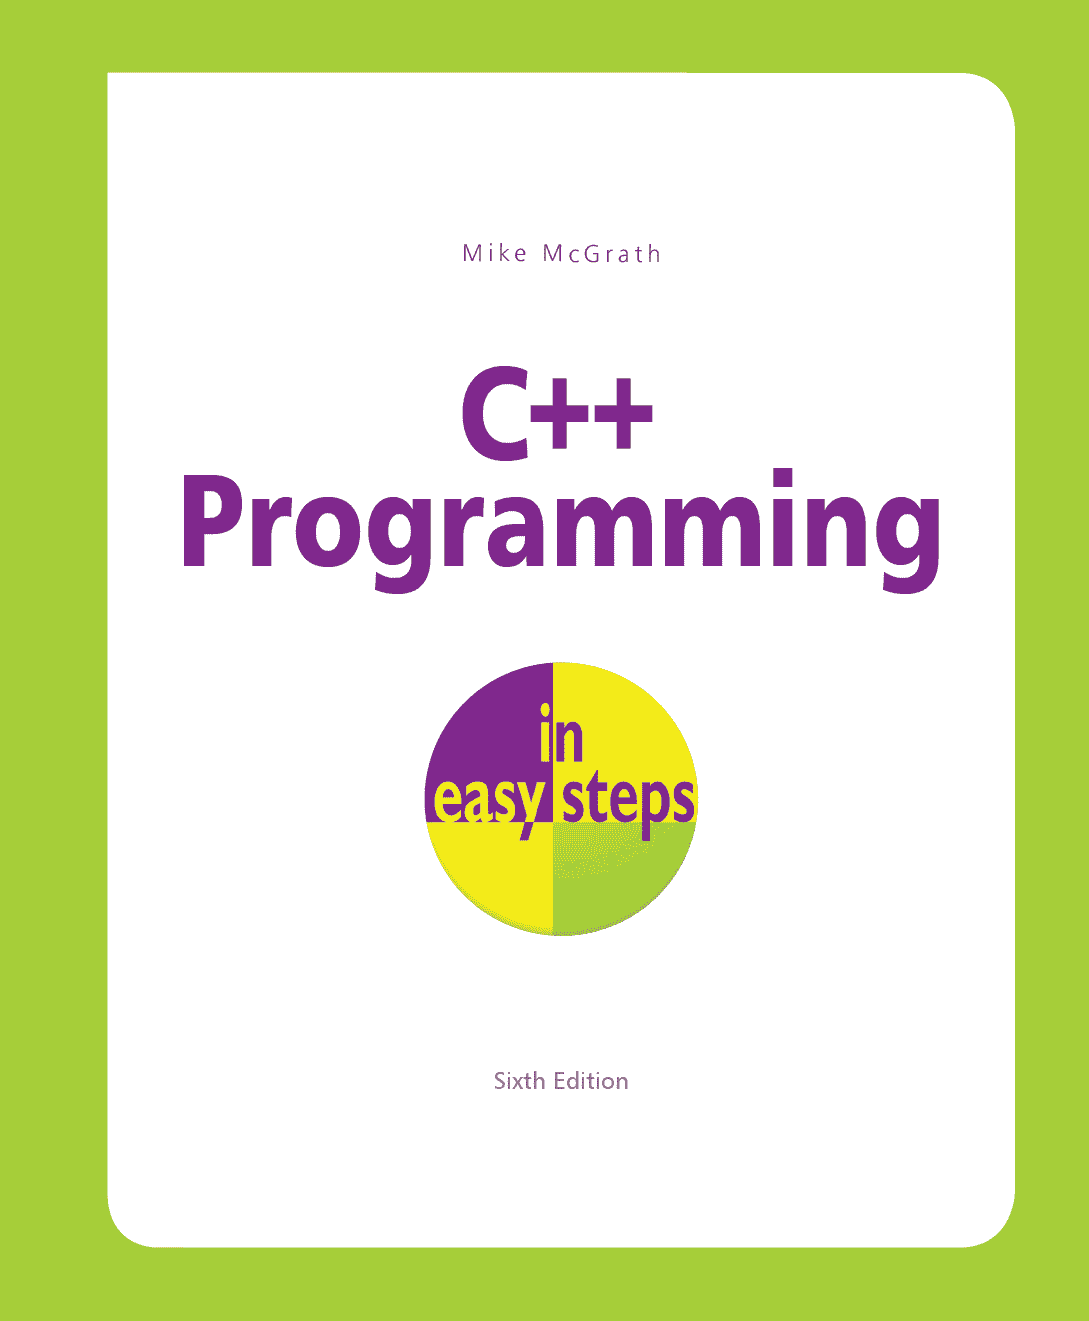 Mike McGrath
C++
Programming
in
easy steps
Sixth Edition